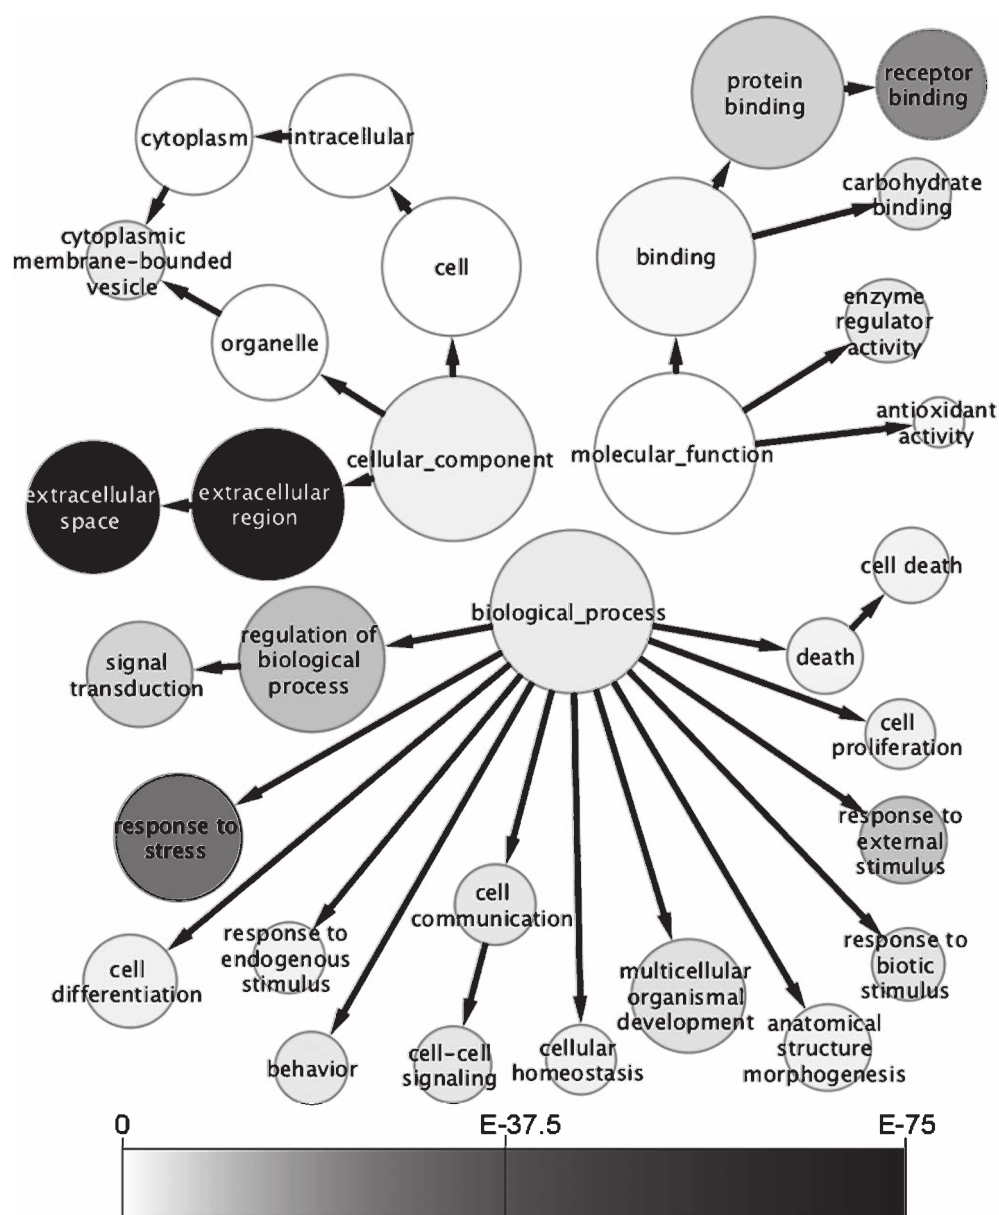 protein
binding
receptor
binding
cytoplasm
intracellular
carbohydrate
binding
cytoplasmic
membrane-bounded
vesicle
cell
binding
enzyme
regulator
activity
organelle
antioxidant
activity
cellular_component
molecular_function
extracellular
space
extracellular
region
cell death
biological_process
regulation of
biological
process
signal
transduction
death
cell
proliferation
response to
stress
response to
external
stimulus
cell
communication
response to
endogenous
stimulus
response to
biotic
stimulus
cell
differentiation
multicellular
organismal
development
anatomical
structure
morphogenesis
behavior
cell-cell
signaling
cellular
homeostasis
0
E-37.5
E-75